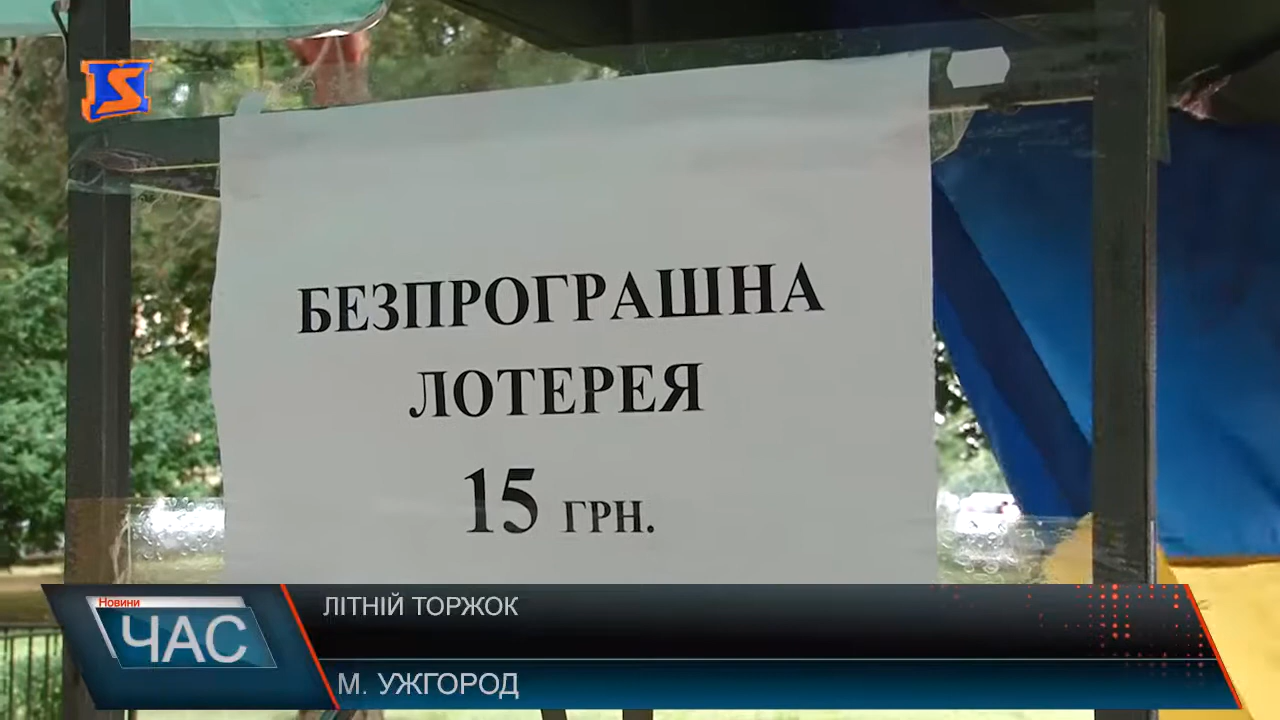 БЕЗПРОГРАШНА
ЛОТЕРЕЯ
15 ГРН.
Новини
ЧАС
ЛІТНІЙ ТОРЖОК
М. УЖГОРОД